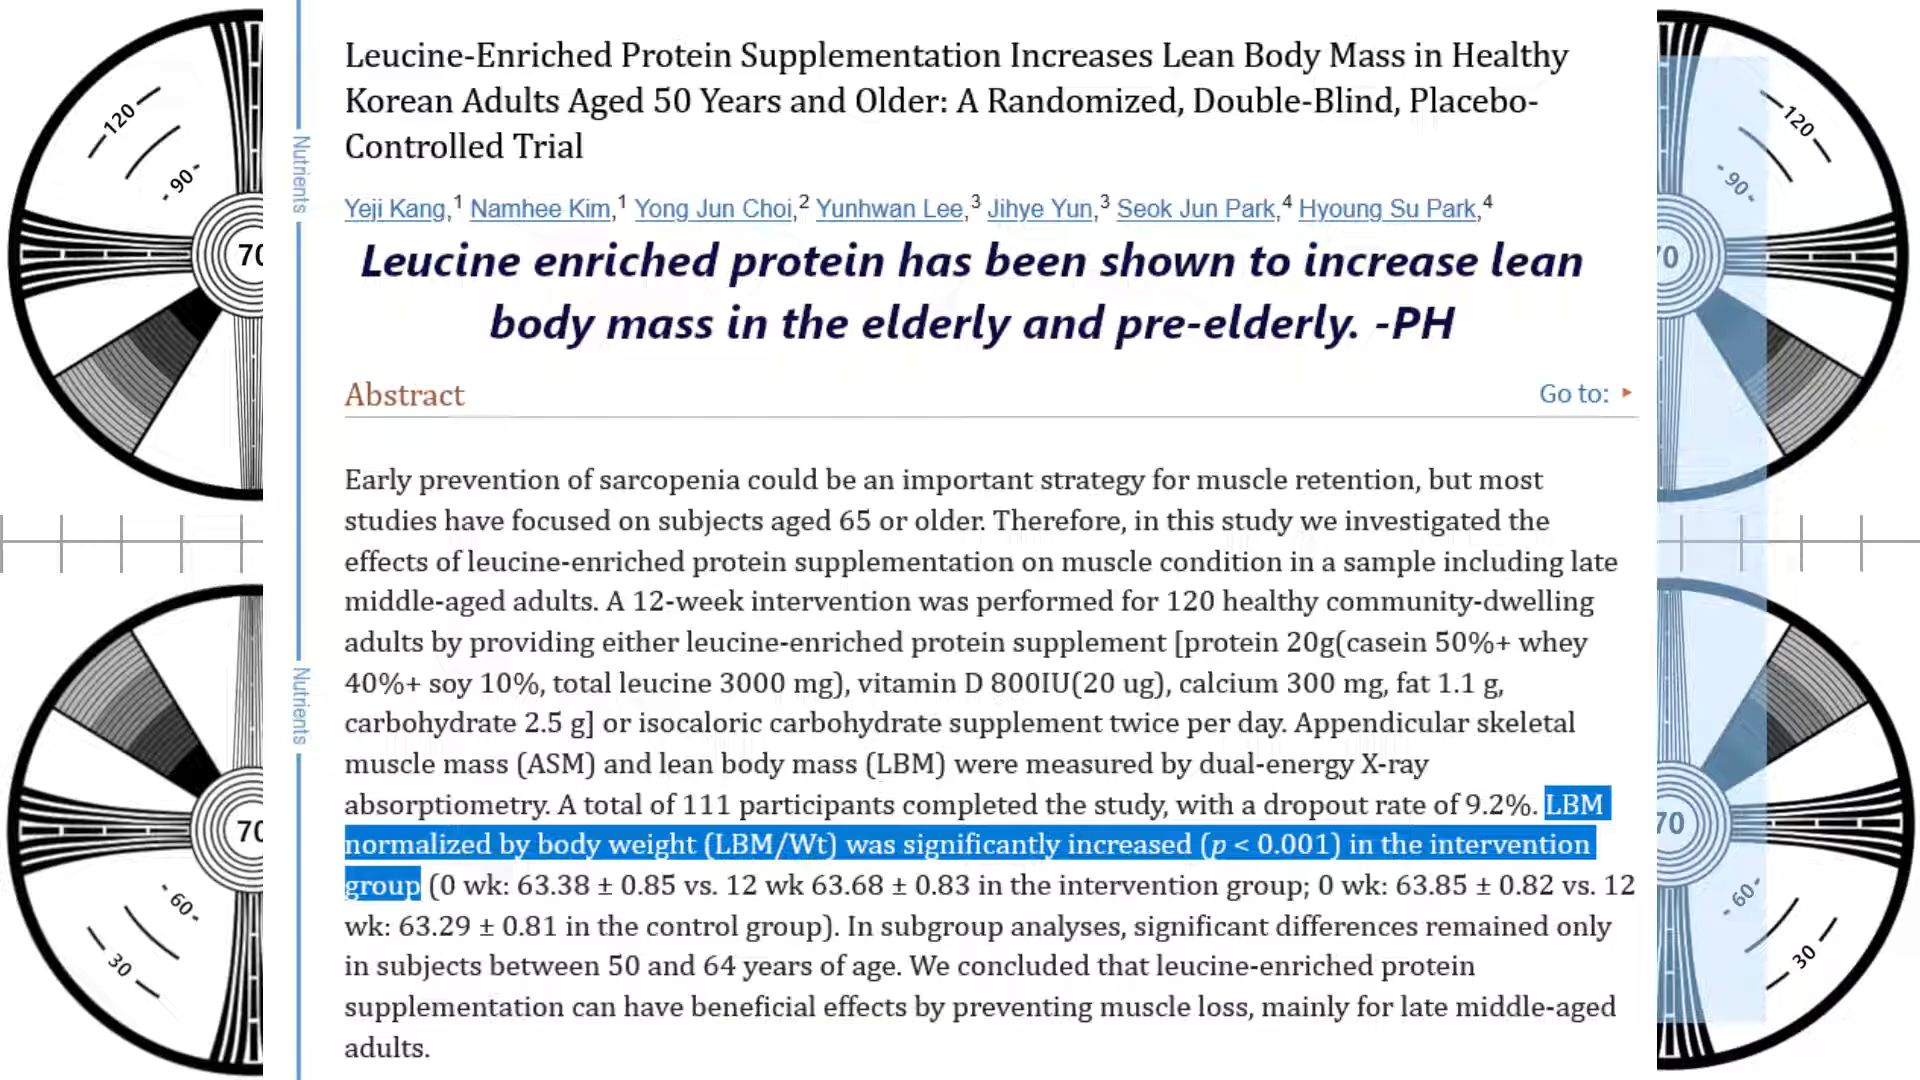 Leucine-Enriched Protein Supplementation Increases Lean Body Mass in Healthy
Korean Adults Aged 50 Years and Older: A Randomized, Double-Blind, Placebo-
Controlled Trial
Yeji Kang,1 Namhee Kim,1 Yong Jun Choi,2 Yunhwan Lee,3 Jihye Yun,3 Seok Jun Park,4 Hyoung Su Park,4
Leucine enriched protein has been shown to increase lean
body mass in the elderly and pre-elderly. -PH
Abstract
Go to:
Early prevention of sarcopenia could be an important strategy for muscle retention, but most
studies have focused on subjects aged 65 or older. Therefore, in this study we investigated the
effects of leucine-enriched protein supplementation on muscle condition in a sample including late
middle-aged adults. A 12-week intervention was performed for 120 healthy community-dwelling
adults by providing either leucine-enriched protein supplement [protein 20g(casein 50%+ whey
40%+ soy 10%, total leucine 3000 mg), vitamin D 800IU(20 ug), calcium 300 mg, fat 1.1 g,
carbohydrate 2.5 g] or isocaloric carbohydrate supplement twice per day. Appendicular skeletal
muscle mass (ASM) and lean body mass (LBM) were measured by dual-energy X-ray
absorptiometry. A total of 111 participants completed the study, with a dropout rate of 9.2%. LBM
normalized by body weight (LBM/Wt) was significantly increased (p < 0.001) in the intervention
group (0 wk: 63.38 ± 0.85 vs. 12 wk 63.68 ± 0.83 in the intervention group; 0 wk: 63.85 ± 0.82 vs. 12
wk: 63.29 ± 0.81 in the control group). In subgroup analyses, significant differences remained only
in subjects between 50 and 64 years of age. We concluded that leucine-enriched protein
supplementation can have beneficial effects by preventing muscle loss, mainly for late middle-aged
adults.
Nutrients
Nutrients
120
-90-
70
70
-60-
30
120
-90-
70
70
-60-
30